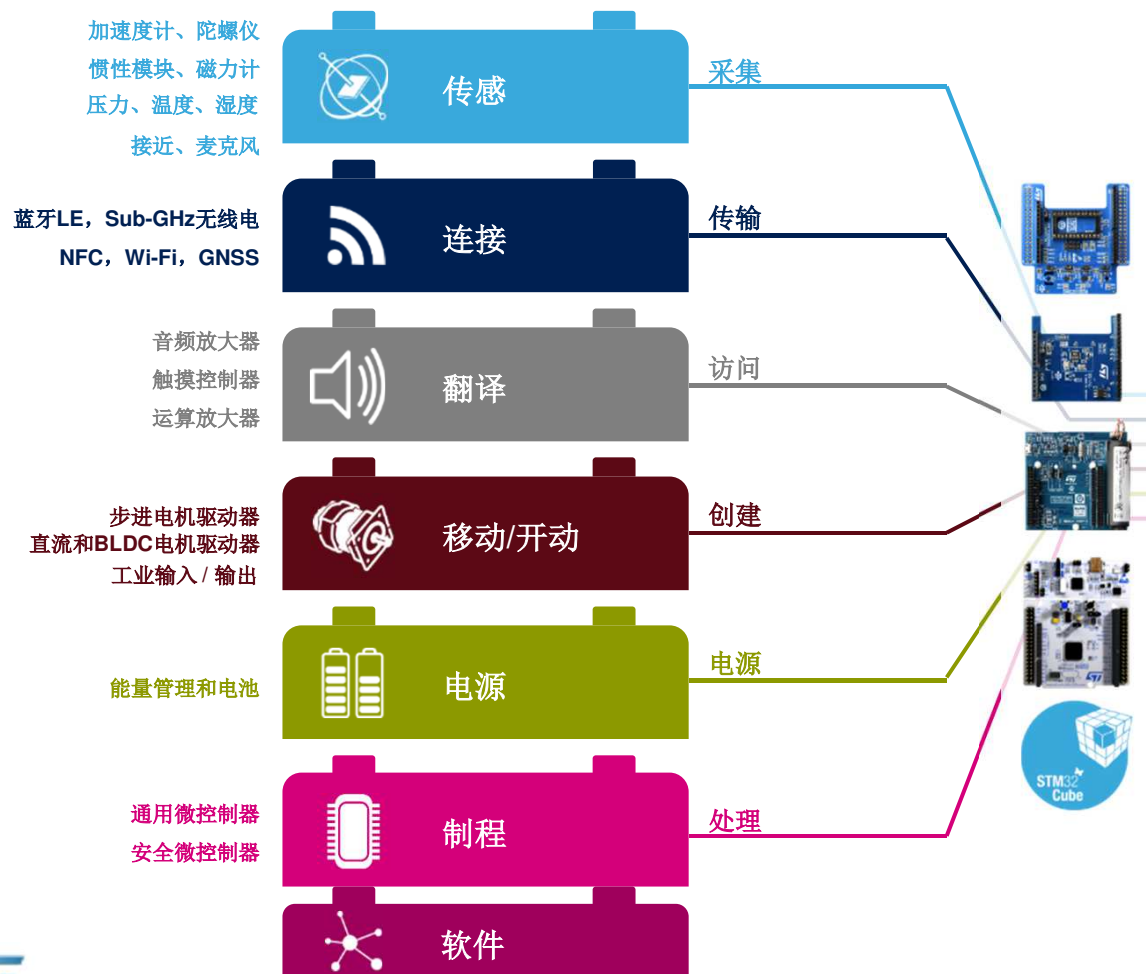 加速度计、陀螺仪
惯性模块、磁力计
压力、温度、湿度
接近、麦克风
传感
采集
蓝牙LE，Sub-GHz无线电
NFC，Wi-Fi，GNSS
连接
传输
音频放大器
触摸控制器
运算放大器
翻译
访问
步进电机驱动器
直流和BLDC电机驱动器
工业输入 / 输出
移动/开动
创建
能量管理和电池
电源
电源
通用微控制器
安全微控制器
制程
处理
软件
STM32
Cube